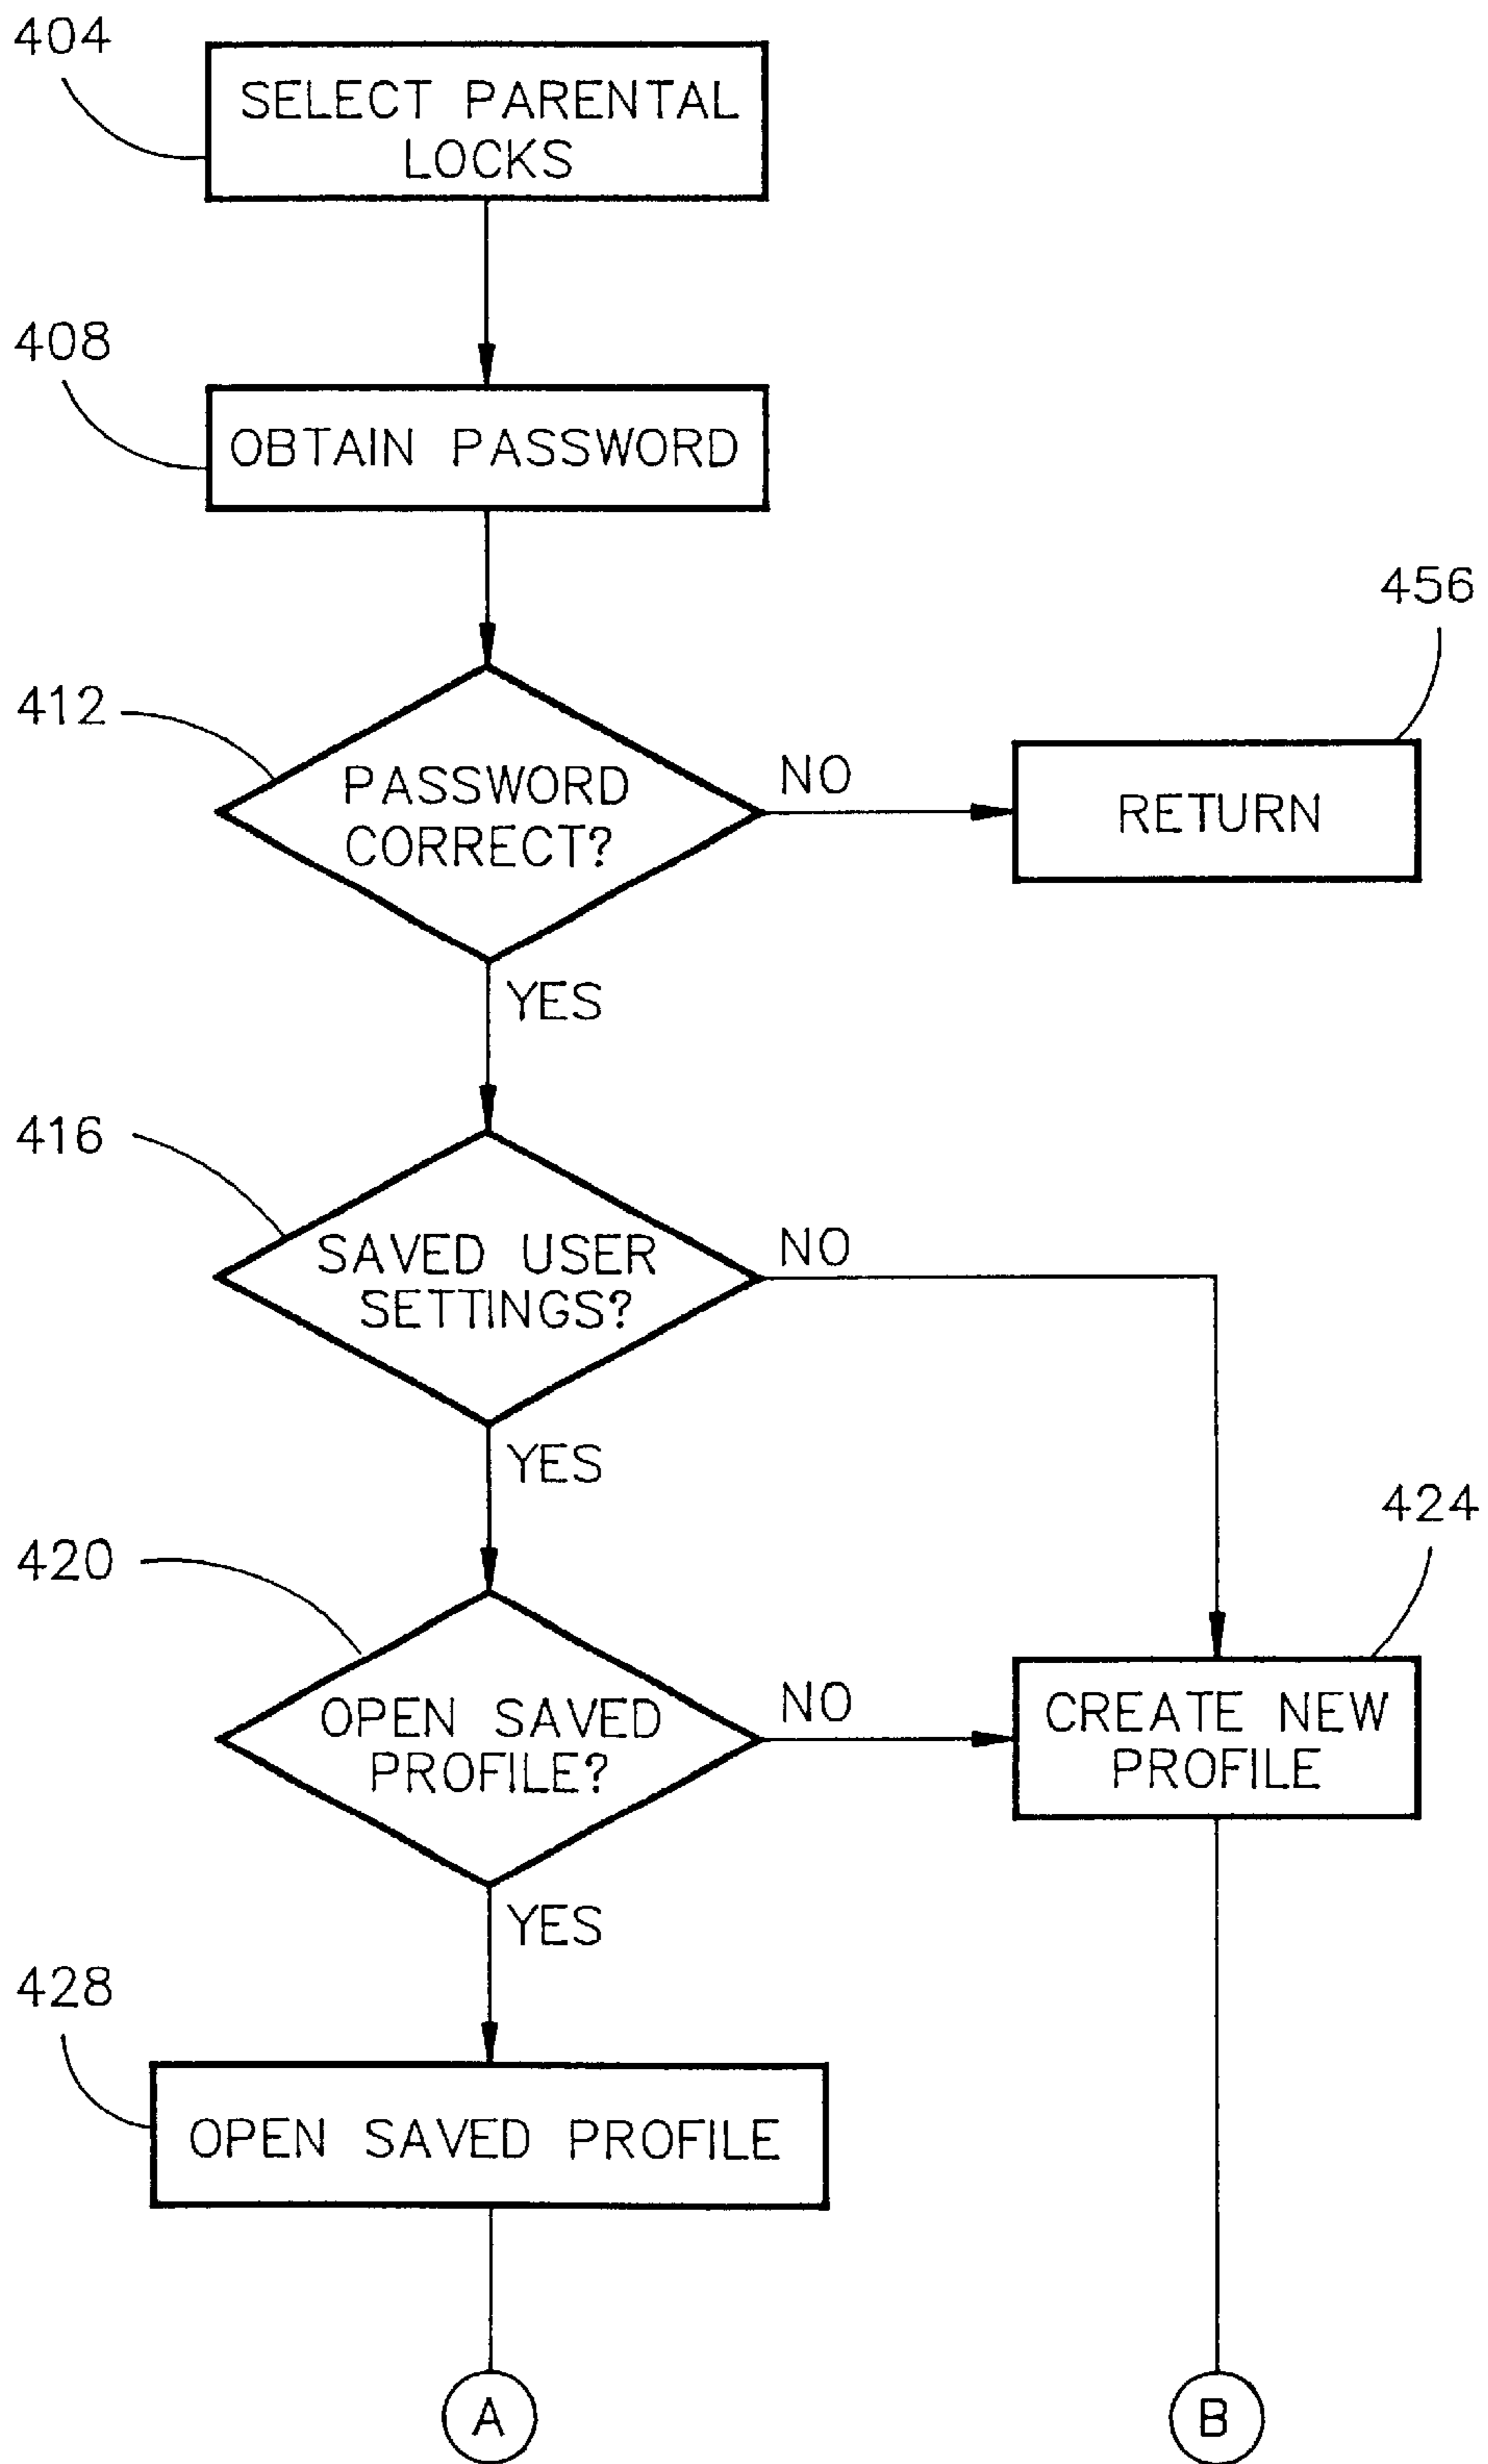 404
SELECT PARENTAL
LOCKS
408
OBTAIN PASSWORD
456
412
PASSWORD
CORRECT?
NO
RETURN
YES
416
SAVED USER
SETTINGS?
NO
YES
424
420
OPEN SAVED
PROFILE?
NO
CREATE NEW
PROFILE
YES
428
OPEN SAVED PROFILE
A
B